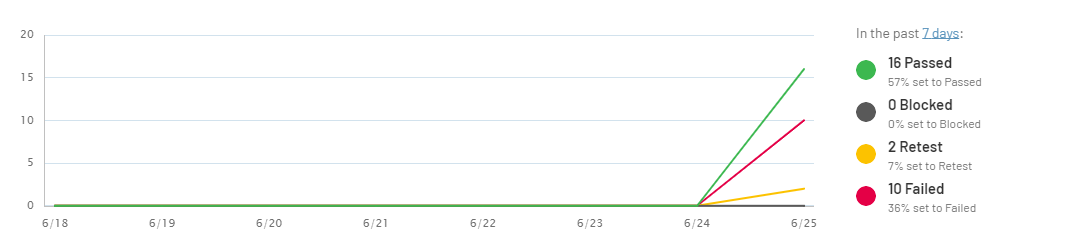 20
15
10
5
0
6/18 6/19 6/20 6/21 6/22 6/23 6/24 6/25
In the past 7 days:
16 Passed
57% set to Passed
0 Blocked
0% set to Blocked
2 Retest
7% set to Retest
10 Failed
36% set to Failed